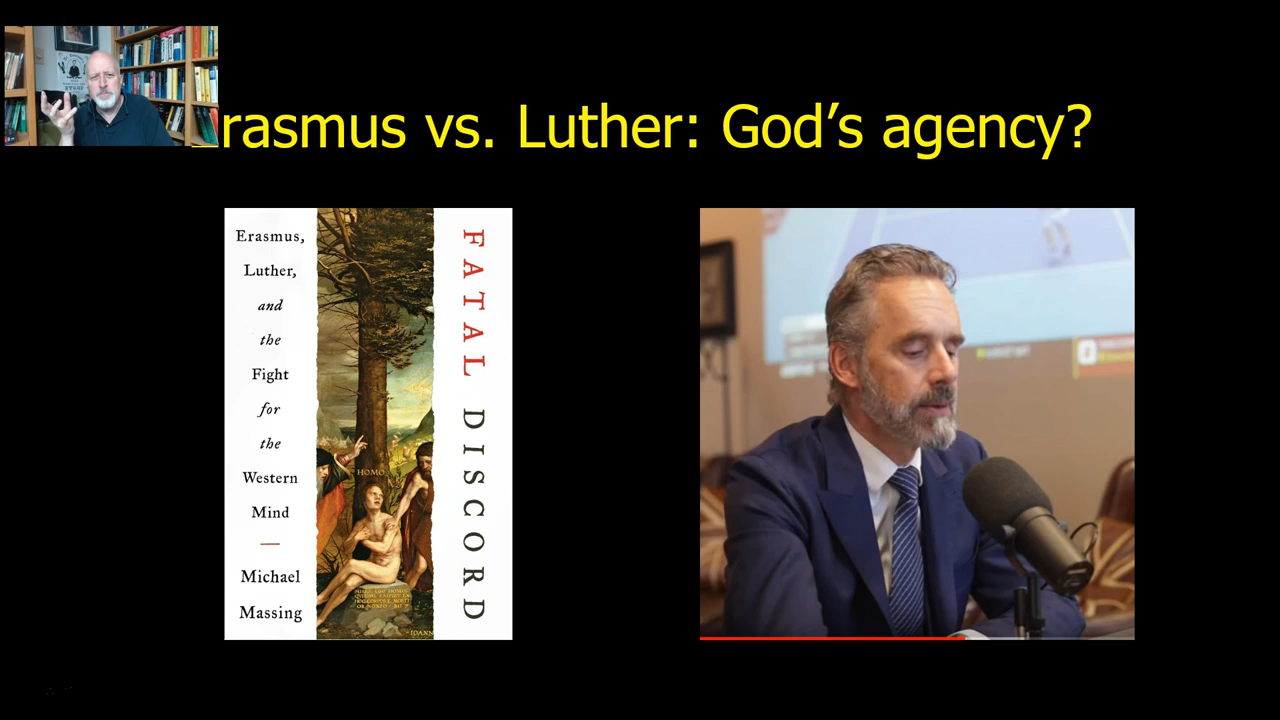 rasmus vs. Luther: God’s agency?
Erasmus,
Luther,
and
the
Fight
for
the
Western
Mind
—
Michael
Massing
FATAL DISCORD
HOMO